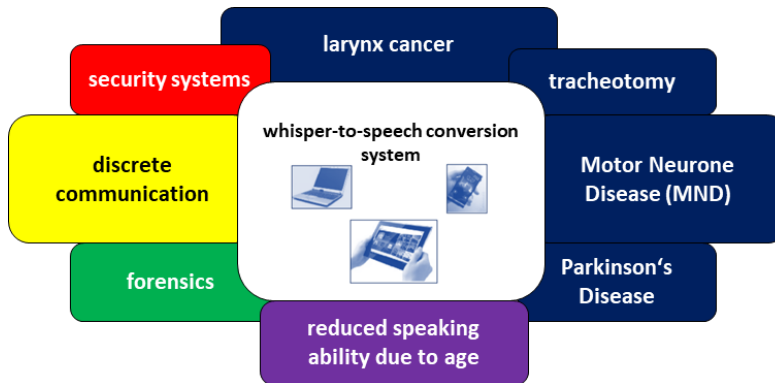 larynx cancer
security systems
tracheotomy
whisper-to-speech conversion
system
discrete
communication
Motor Neurone
Disease (MND)
forensics
Parkinson‘s
Disease
reduced speaking
ability due to age